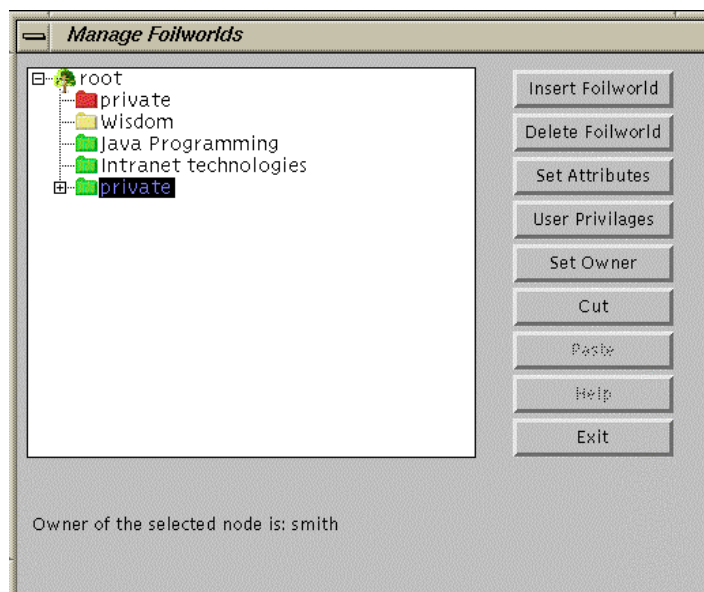 Manage Foilworlds
root
private
Wisdom
Java Programming
Intranet technologies
private
Insert Foilworld
Delete Foilworld
Set Attributes
User Privilages
Set Owner
Cut
Paste
Help
Exit
Owner of the selected node is: smith